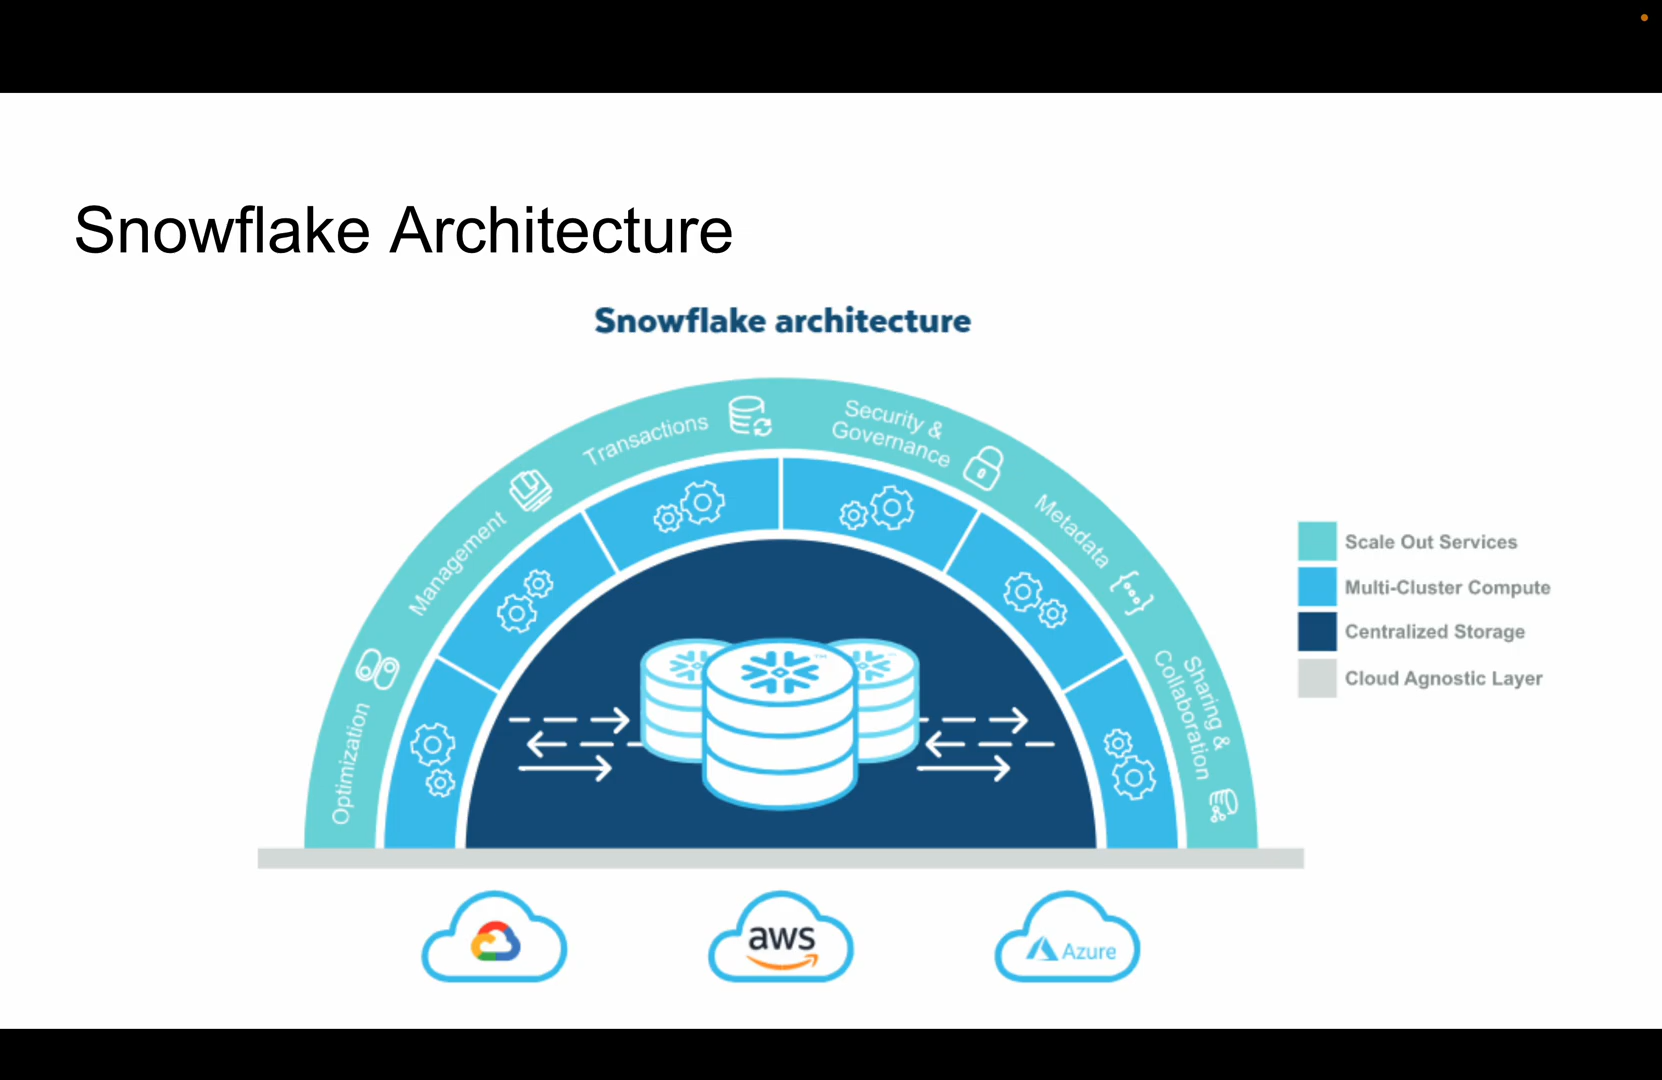 Snowflake Architecture
Snowflake architecture
Optimization
Management
Transactions
Security &
Governance
Metadata
Sharing &
Collaboration
Scale Out Services
Multi-Cluster Compute
Centralized Storage
Cloud Agnostic Layer
TM
aws
Azure